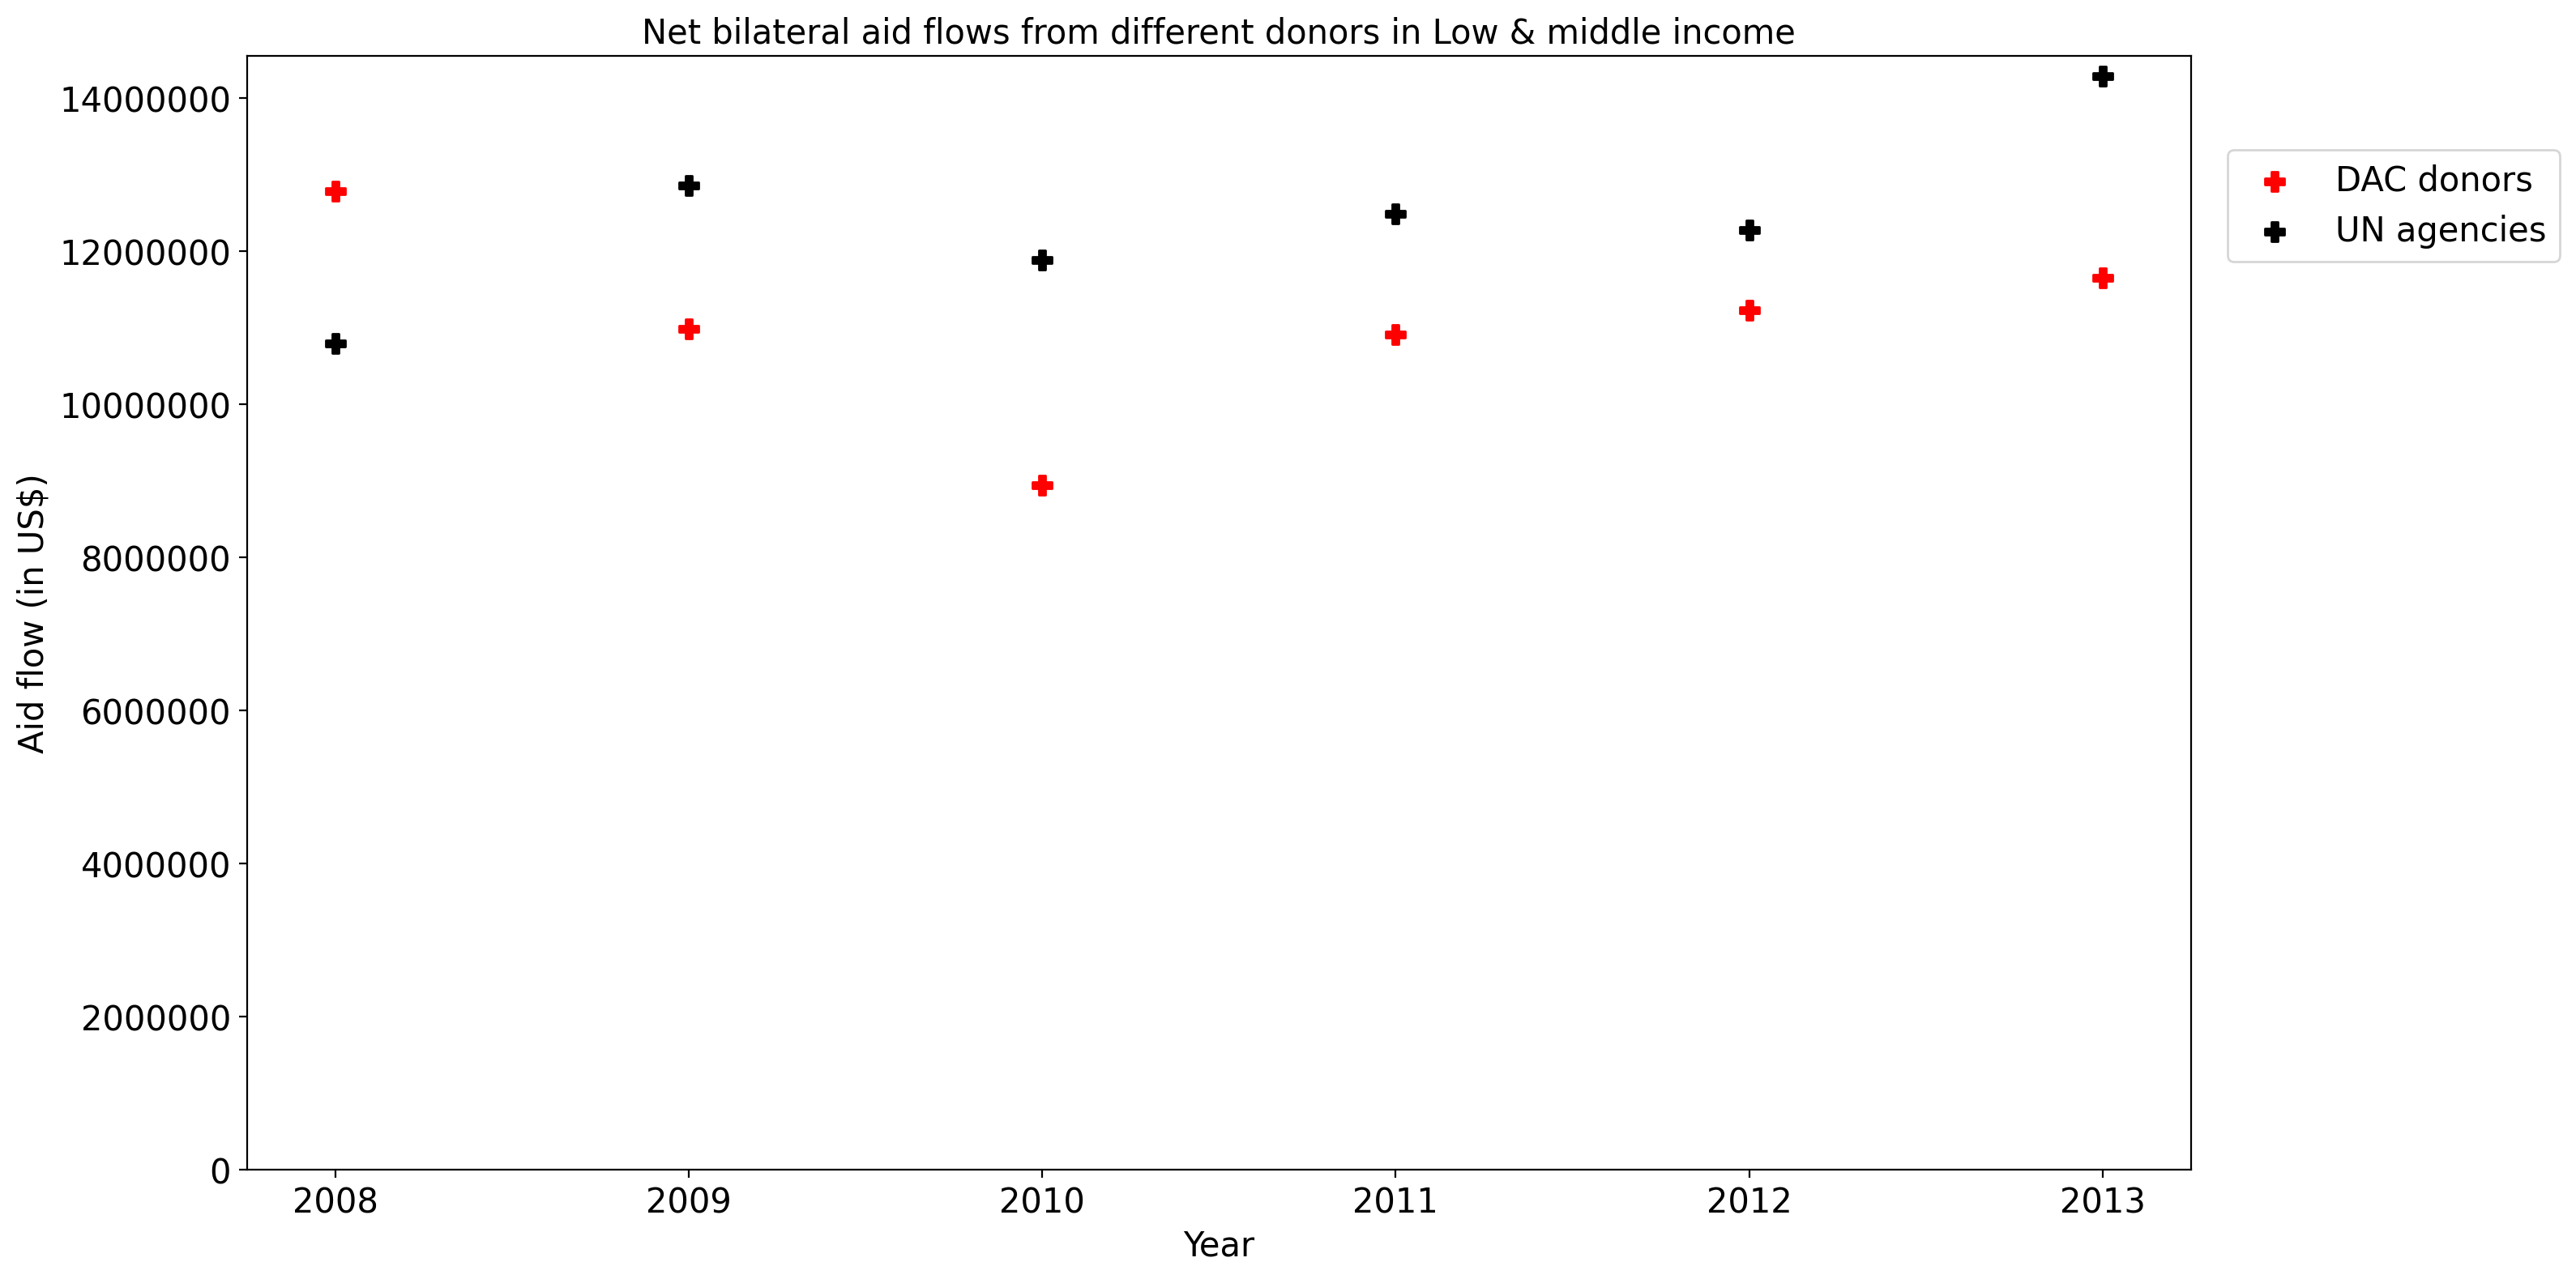 Net bilateral aid flows from different donors in Low & middle income
Aid flow (in US$)
14000000
12000000
10000000
8000000
6000000
4000000
2000000
0
2008 2009 2010 2011 2012 2013
Year
DAC donors
UN agencies